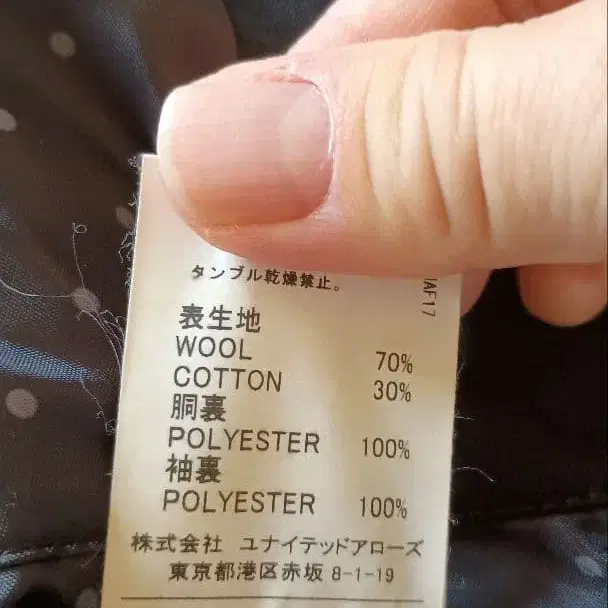 タンブル乾燥禁止。
表生地
WOOL 70%
COTTON 30%
胴裏
POLYESTER 100%
袖裏
POLYESTER 100%
株式会社 ユナイテッドアローズ
東京都港区赤坂 8-1-19